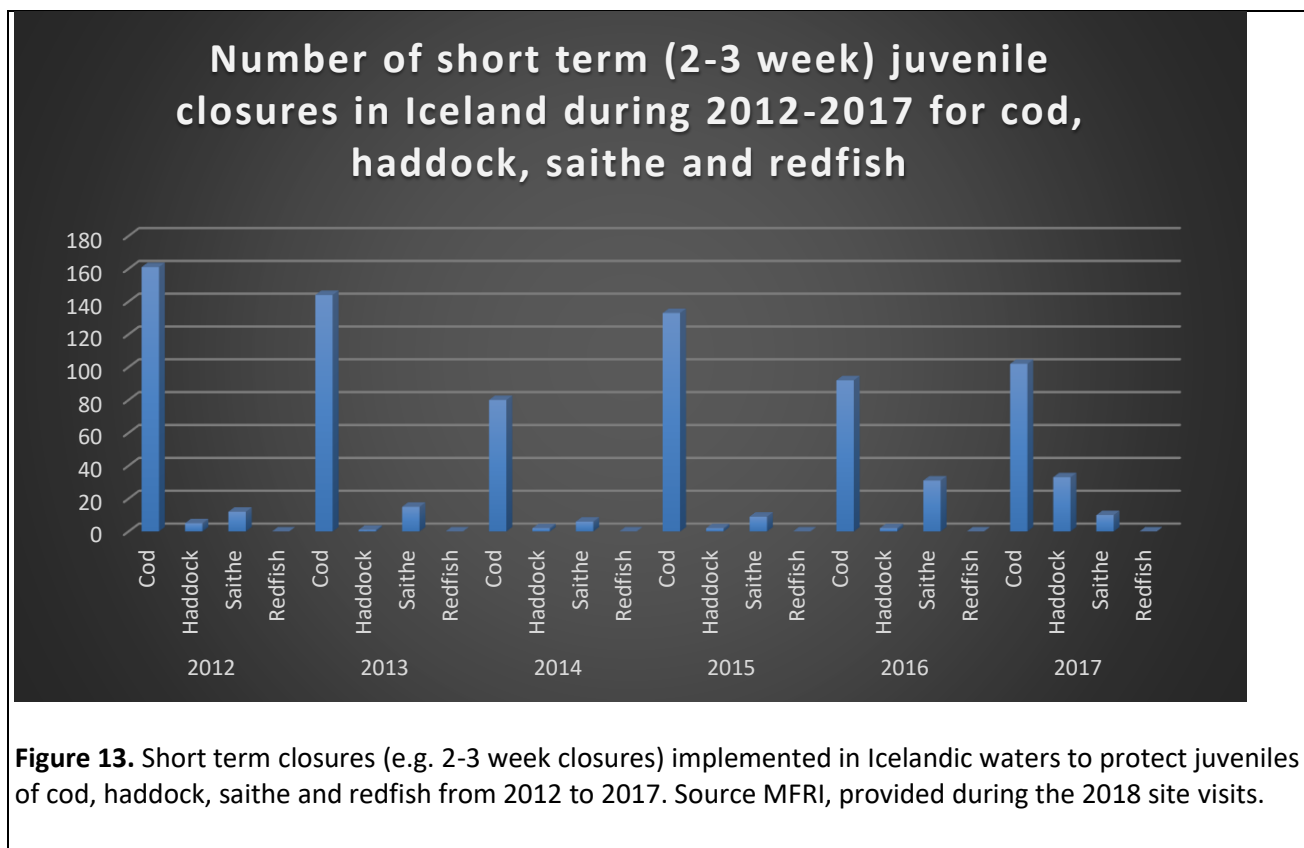 Number of short term (2-3 week) juvenile
closures in Iceland during 2012-2017 for cod,
haddock, saithe and redfish
180
160
140
120
100
80
60
40
20
0
Cod Haddock Saithe Redfish Cod Haddock Saithe Redfish Cod Haddock Saithe Redfish Cod Haddock Saithe Redfish Cod Haddock Saithe Redfish Cod Haddock Saithe Redfish
2012 2013 2014 2015 2016 2017
Figure 13. Short term closures (e.g. 2-3 week closures) implemented in Icelandic waters to protect juveniles
of cod, haddock, saithe and redfish from 2012 to 2017. Source MFRI, provided during the 2018 site visits.